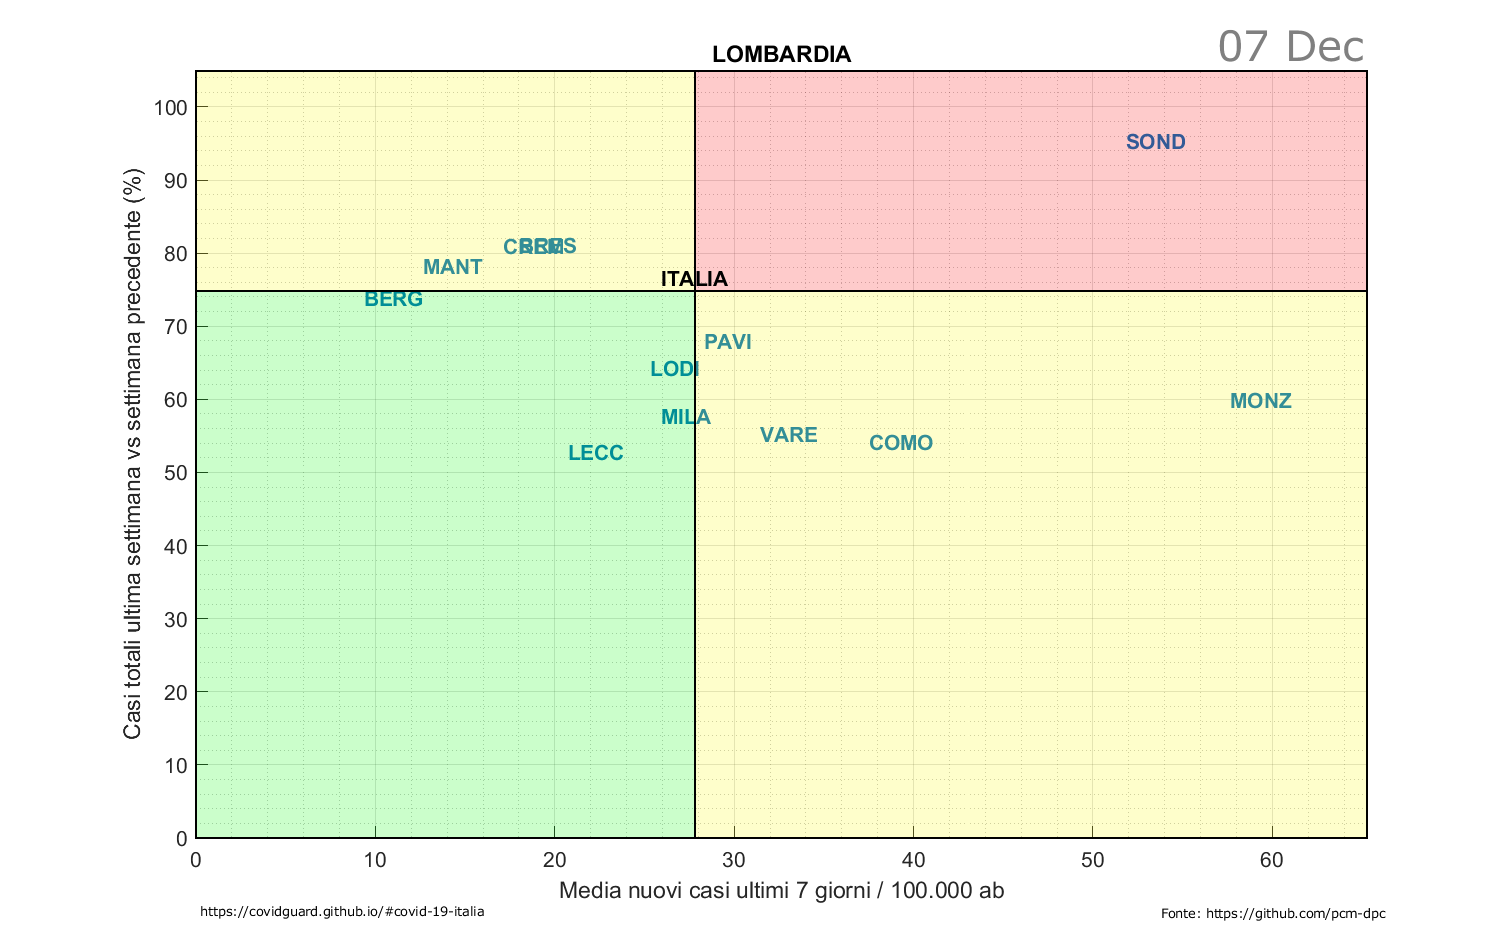 07 Dec
LOMBARDIA
Casi totali ultima settimana vs settimana precedente (%)
100
90
80
70
60
50
40
30
20
10
0
SOND
CREM
BRES
MANT
ITALIA
BERG
PAVI
LODI
MONZ
MILA
VARE
COMO
LECC
0 10 20 30 40 50 60
Media nuovi casi ultimi 7 giorni / 100.000 ab
https://covidguard.github.io/#covid-19-italia
Fonte: https://github.com/pcm-dpc